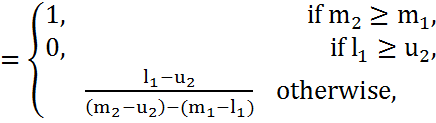 = { 1, if m₂ ≥ m₁,
0, if l₁ ≥ u₂,
(l₁−u₂)/((m₂−u₂)−(m₁−l₁)) otherwise,